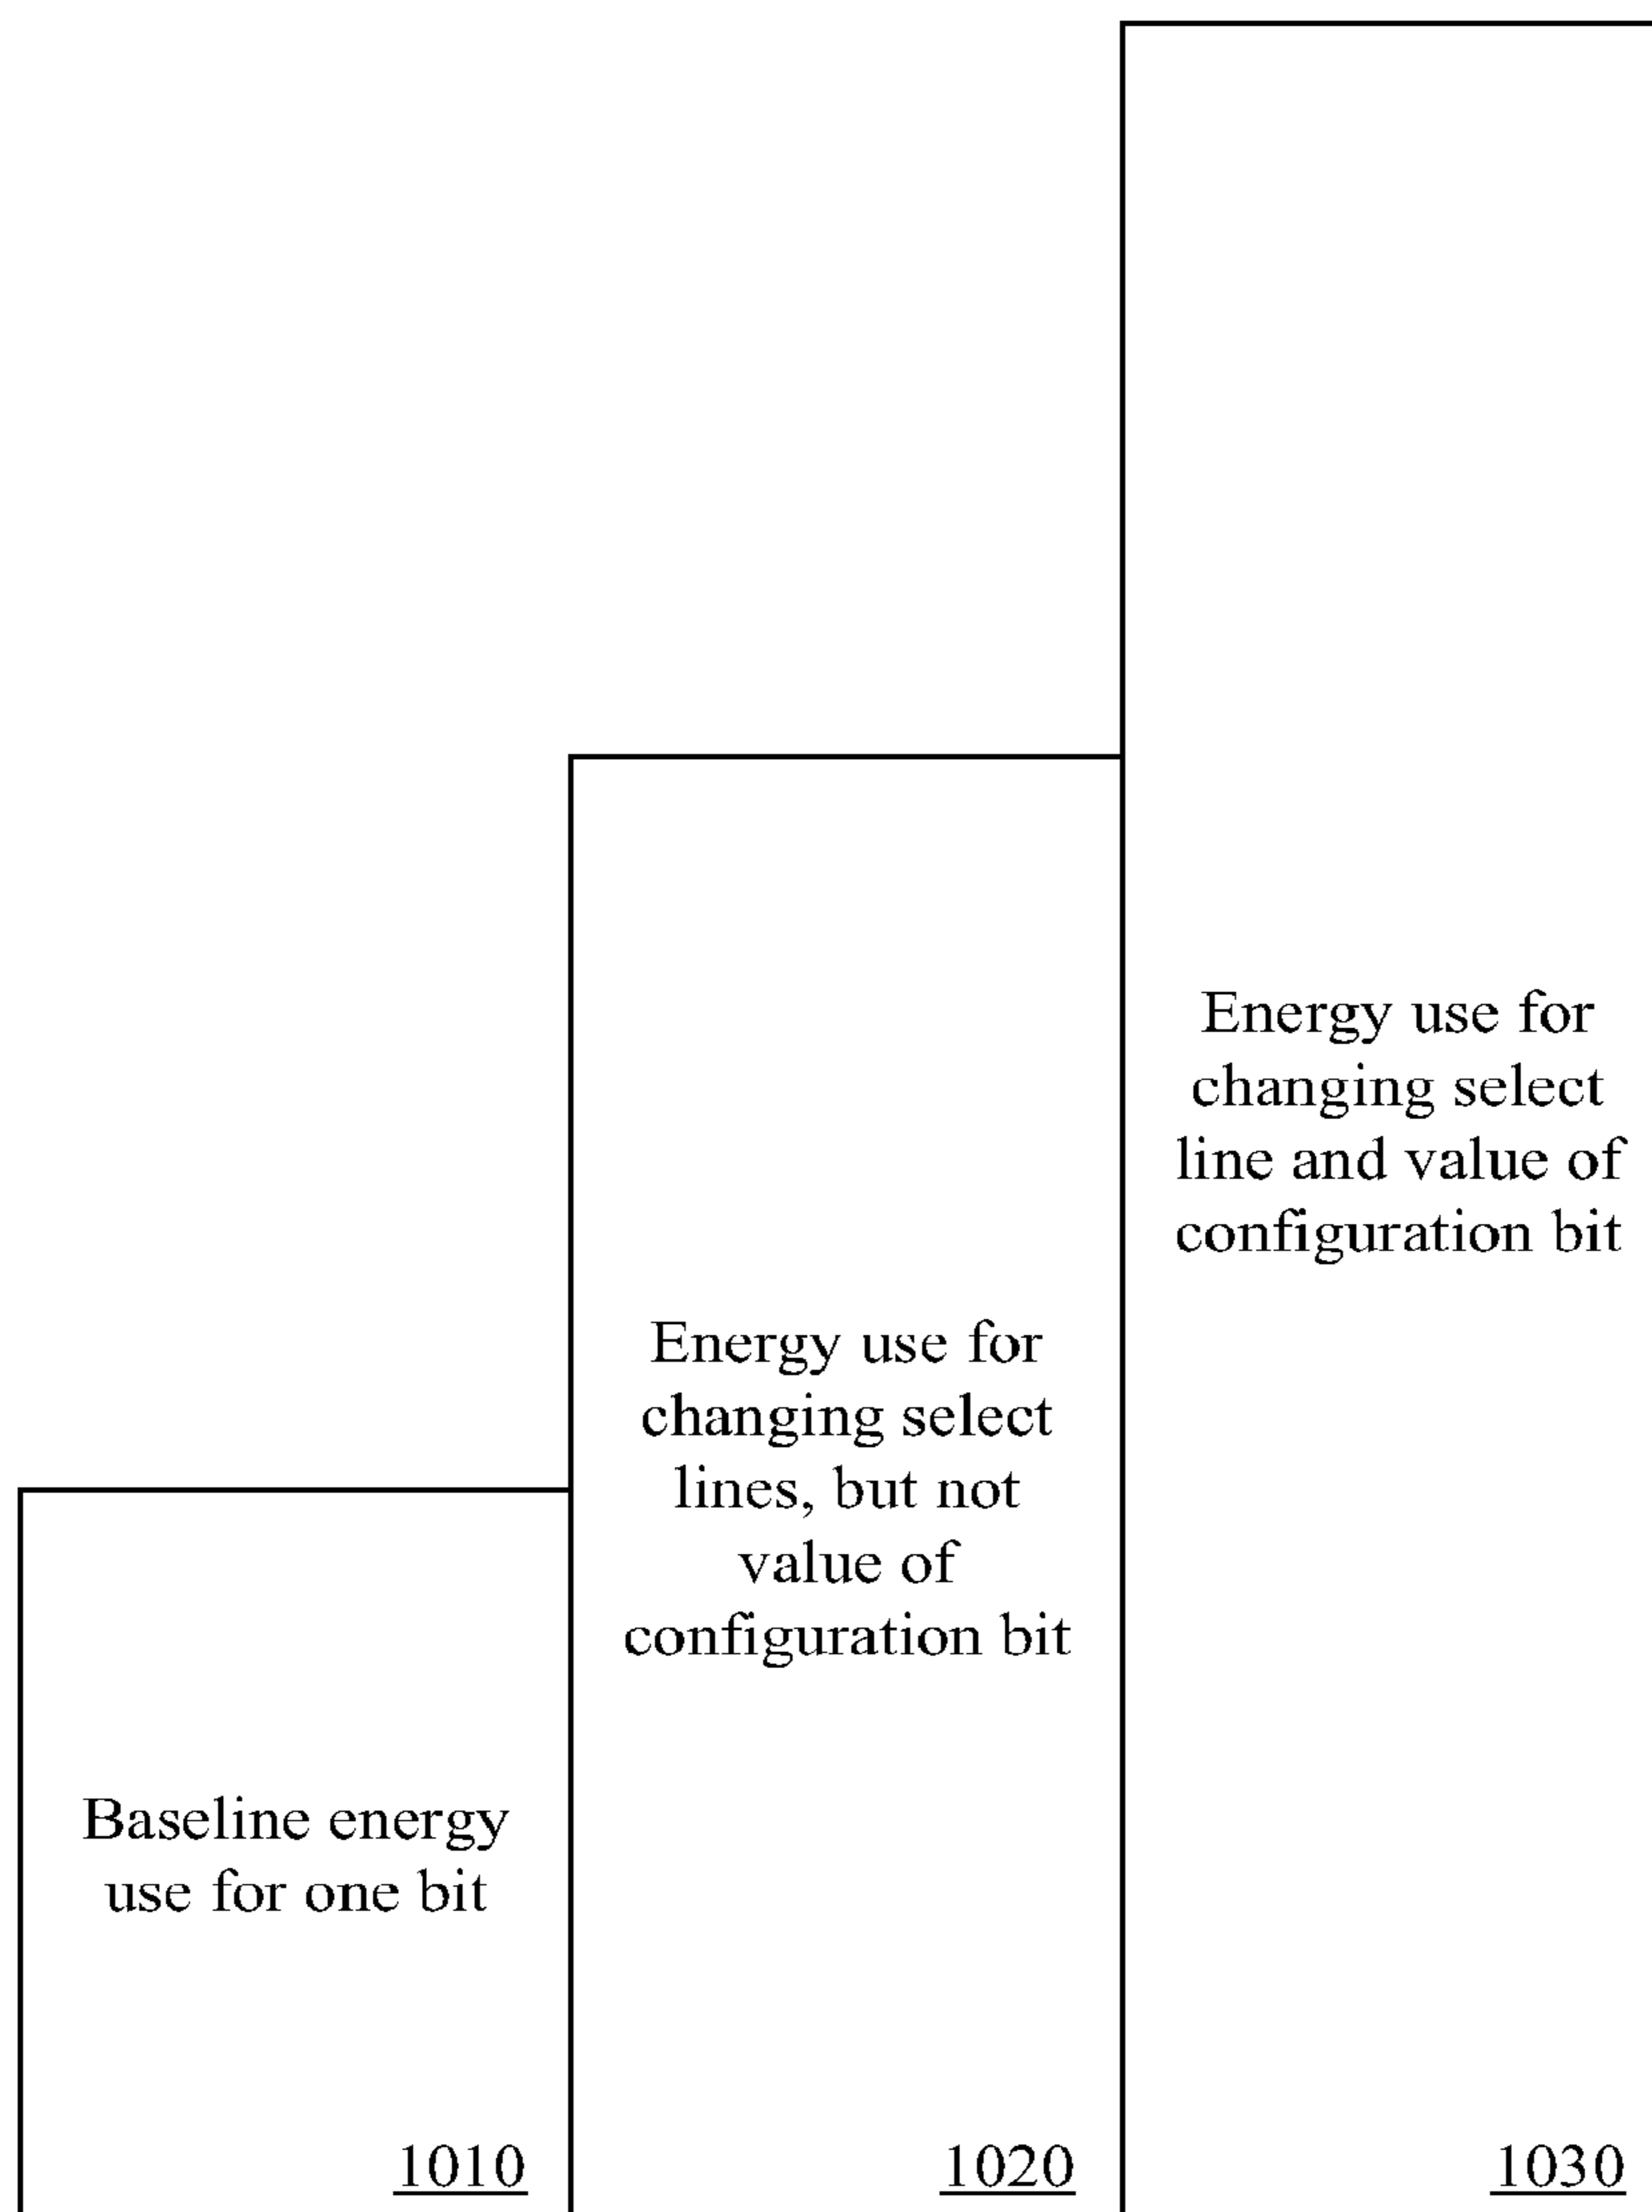 Baseline energy
use for one bit
1010
Energy use for
changing select
lines, but not
value of
configuration bit
1020
Energy use for
changing select
line and value of
configuration bit
1030